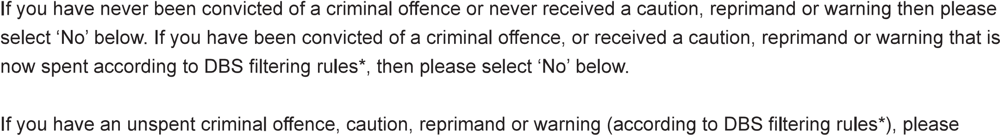 If you have never been convicted of a criminal offence or never received a caution, reprimand or warning then please
select ‘No’ below. If you have been convicted of a criminal offence, or received a caution, reprimand or warning that is
now spent according to DBS filtering rules*, then please select ‘No’ below.
If you have an unspent criminal offence, caution, reprimand or warning (according to DBS filtering rules*), please